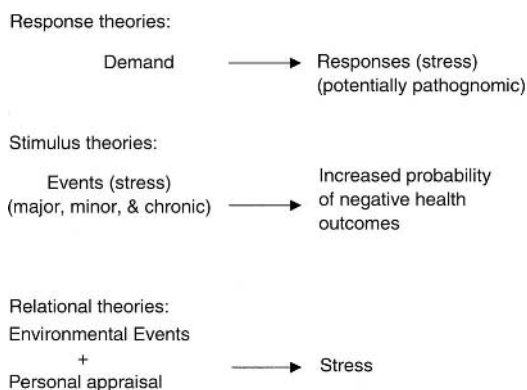 Response theories:
Demand
Responses (stress)
(potentially pathognomic)
Stimulus theories:
Events (stress)
(major, minor, & chronic)
Increased probability
of negative health
outcomes
Relational theories:
Environmental Events
+
Personal appraisal
Stress